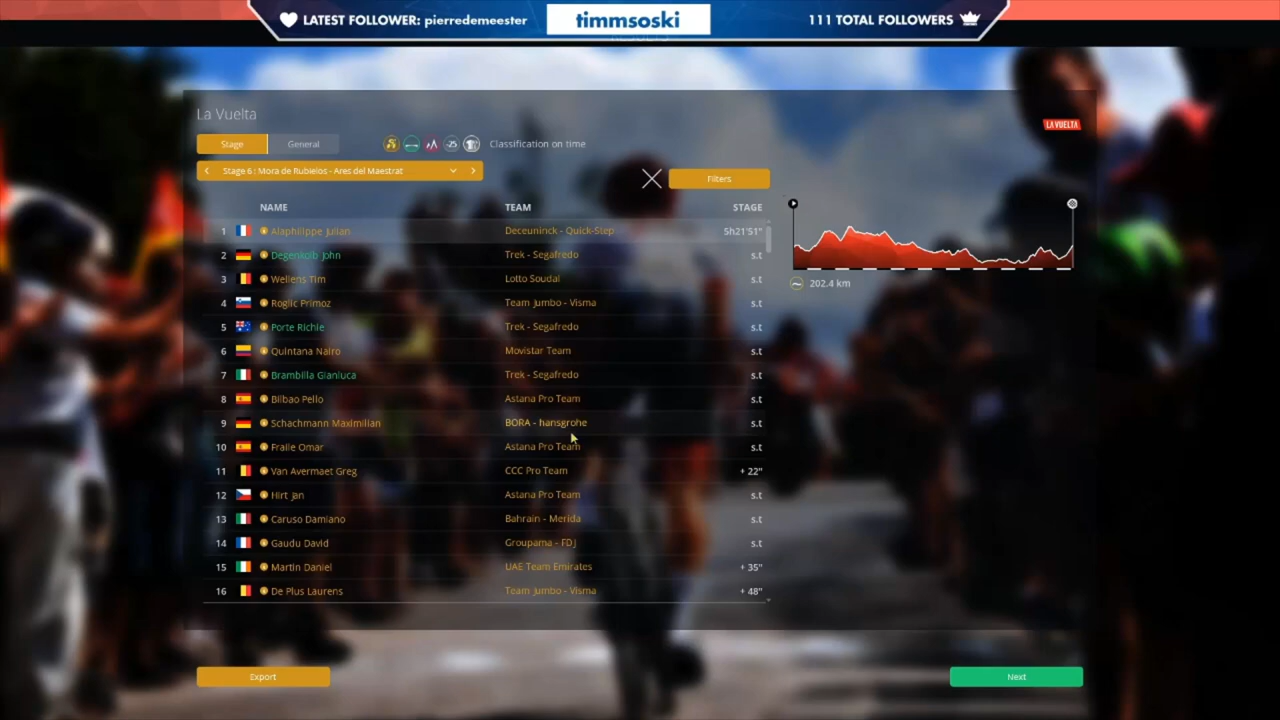 LATEST FOLLOWER: pierredemeester
timmsoski
111 TOTAL FOLLOWERS
La Vuelta
LA VUELTA
Stage General Classification on time
Stage 6 : Mora de Rubielos - Ares del Maestrat
Filters
NAME TEAM STAGE
1 Alaphilippe Julian Deceuninck - Quick-Step 5h21'51"
2 Degenkolb John Trek - Segafredo s.t
3 Wellens Tim Lotto Soudal s.t
4 Roglic Primoz Team Jumbo - Visma s.t
5 Porte Richie Trek - Segafredo s.t
6 Quintana Nairo Movistar Team s.t
7 Brambilla Gianluca Trek - Segafredo s.t
8 Bilbao Pello Astana Pro Team s.t
9 Schachmann Maximilian BORA - hansgrohe s.t
10 Fraile Omar Astana Pro Team s.t
11 Van Avermaet Greg CCC Pro Team + 22"
12 Hirt Jan Astana Pro Team s.t
13 Caruso Damiano Bahrain - Merida s.t
14 Gaudu David Groupama - FDJ s.t
15 Martin Daniel UAE Team Emirates + 35"
16 De Plus Laurens Team Jumbo - Visma + 48"
202.4 km
Export
Next